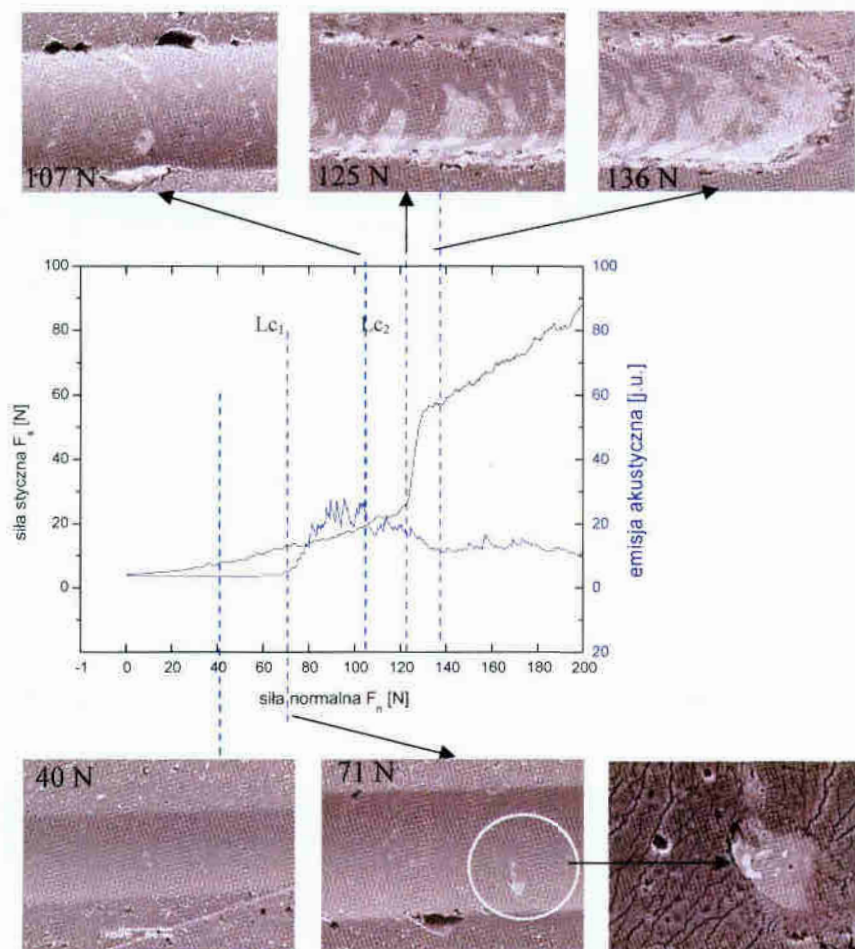 107 N
125 N
136 N
100
80
60
40
20
0
siła styczna Fs [N]
100
80
60
40
20
0
20
emisja akustyczna [j.u.]
Lc1
Lc2
-1 0 20 40 60 80 100 120 140 160 180 200
siła normalna Fn [N]
40 N
71 N